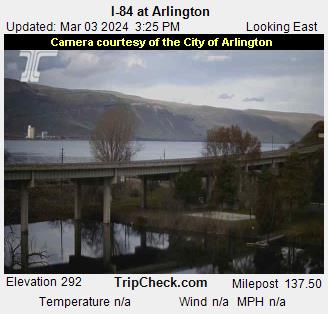 I-84 at Arlington
Updated: Mar 03 2024 3:25 PM Looking East
Camera courtesy of the City of Arlington
Elevation 292 TripCheck.com Milepost 137.50
Temperature n/a Wind n/a MPH n/a